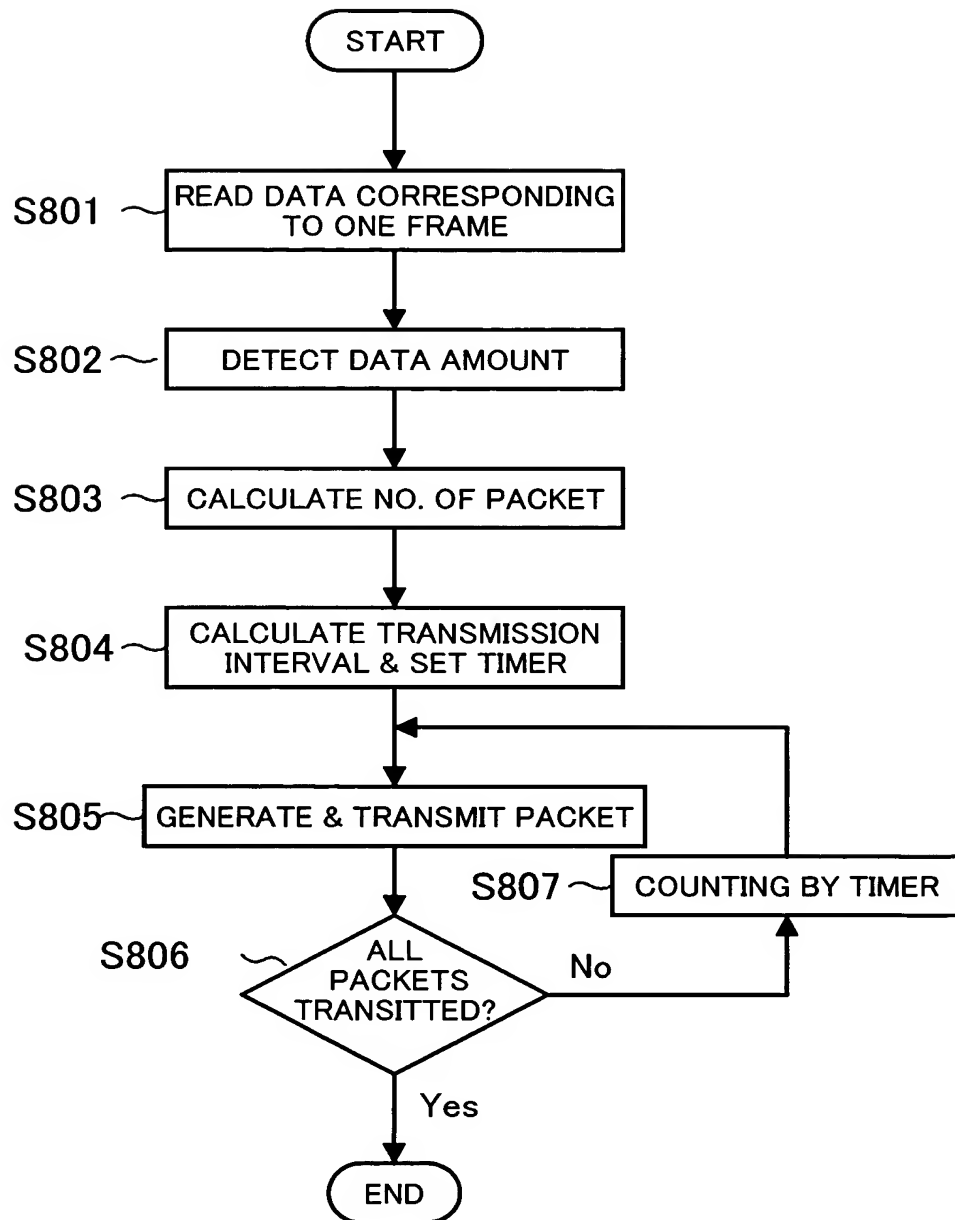 START
S801
READ DATA CORRESPONDING
TO ONE FRAME
S802
DETECT DATA AMOUNT
S803
CALCULATE NO. OF PACKET
S804
CALCULATE TRANSMISSION
INTERVAL & SET TIMER
S805
GENERATE & TRANSMIT PACKET
S807
COUNTING BY TIMER
S806
ALL
PACKETS
TRANSITTED?
No
Yes
END